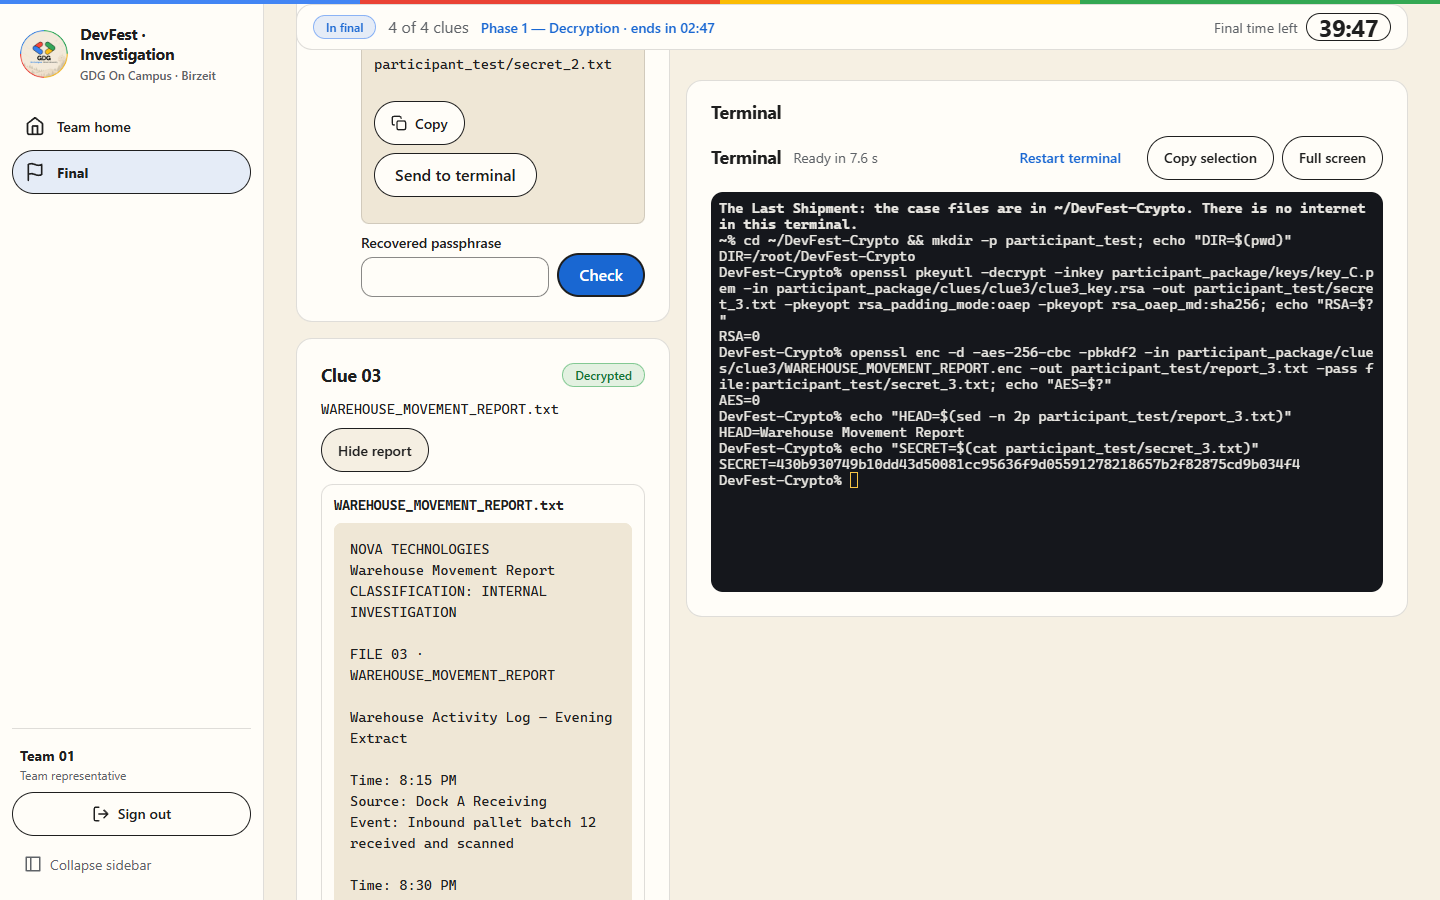 DevFest ·
Investigation
GDG On Campus · Birzeit
Team home
Final
Team 01
Team representative
Sign out
Collapse sidebar
In final
4 of 4 clues
Phase 1 — Decryption · ends in 02:47
Final time left
39:47
participant_test/secret_2.txt
Copy
Send to terminal
Recovered passphrase
Check
Clue 03
Decrypted
WAREHOUSE_MOVEMENT_REPORT.txt
Hide report
WAREHOUSE_MOVEMENT_REPORT.txt
NOVA TECHNOLOGIES
Warehouse Movement Report
CLASSIFICATION: INTERNAL
INVESTIGATION
FILE 03 ·
WAREHOUSE_MOVEMENT_REPORT
Warehouse Activity Log — Evening
Extract
Time: 8:15 PM
Source: Dock A Receiving
Event: Inbound pallet batch 12
received and scanned
Time: 8:30 PM
Terminal
Terminal
Ready in 7.6 s
Restart terminal
Copy selection
Full screen
The Last Shipment: the case files are in ~/DevFest-Crypto. There is no internet
in this terminal.
~% cd ~/DevFest-Crypto && mkdir -p participant_test; echo "DIR=$(pwd)"
DIR=/root/DevFest-Crypto
DevFest-Crypto% openssl pkeyutl -decrypt -inkey participant_package/keys/key_C.p
em -in participant_package/clues/clue3/clue3_key.rsa -out participant_test/secre
t_3.txt -pkeyopt rsa_padding_mode:oaep -pkeyopt rsa_oaep_md:sha256; echo "RSA=$?
"
RSA=0
DevFest-Crypto% openssl enc -d -aes-256-cbc -pbkdf2 -in participant_package/clue
s/clue3/WAREHOUSE_MOVEMENT_REPORT.enc -out participant_test/report_3.txt -pass f
ile:participant_test/secret_3.txt; echo "AES=$?"
AES=0
DevFest-Crypto% echo "HEAD=$(sed -n 2p participant_test/report_3.txt)"
HEAD=Warehouse Movement Report
DevFest-Crypto% echo "SECRET=$(cat participant_test/secret_3.txt)"
SECRET=430b930749b10dd43d50081cc95636f9d05591278218657b2f82875cd9b034f4
DevFest-Crypto%